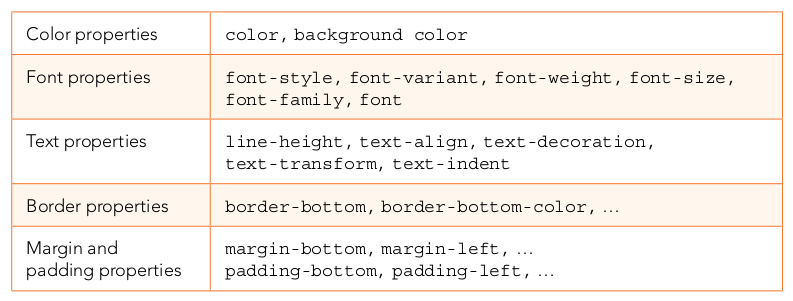 Color properties color, background color
Font properties font-style, font-variant, font-weight, font-size,
font-family, font
Text properties line-height, text-align, text-decoration,
text-transform, text-indent
Border properties border-bottom, border-bottom-color, ...
Margin and margin-bottom, margin-left, ...
padding properties padding-bottom, padding-left, ...